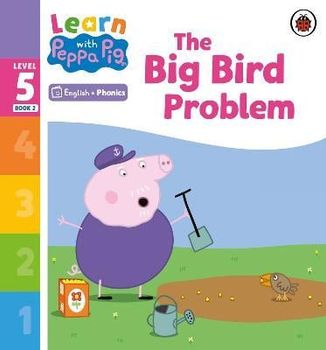 Learn
with
Peppa Pig
LEVEL
5
BOOK 2
English + Phonics
The
Big Bird
Problem
4
3
2
1